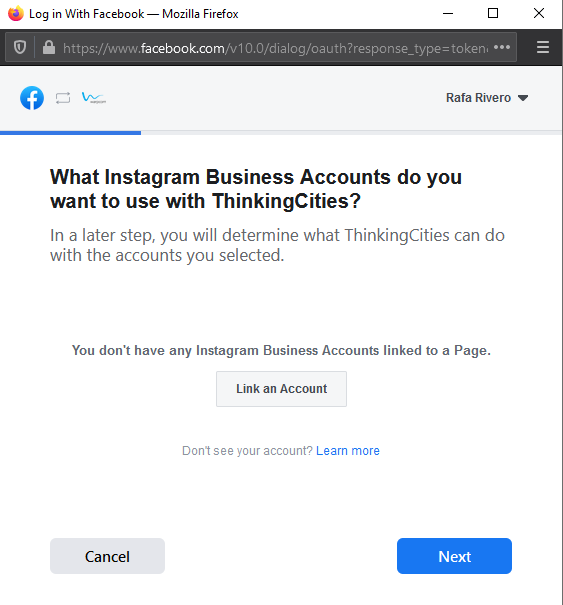 Log in With Facebook — Mozilla Firefox
https://www.facebook.com/v10.0/dialog/oauth?response_type=token
Rafa Rivero
What Instagram Business Accounts do you
want to use with ThinkingCities?
In a later step, you will determine what ThinkingCities can do
with the accounts you selected.
You don't have any Instagram Business Accounts linked to a Page.
Link an Account
Don't see your account? Learn more
Cancel
Next